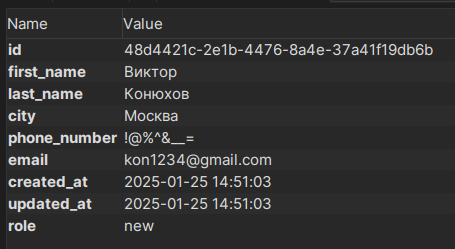 Name Value
id 48d4421c-2e1b-4476-8a4e-37a41f19db6b
first_name Виктор
last_name Конюхов
city Москва
phone_number !@%^&__=
email kon1234@gmail.com
created_at 2025-01-25 14:51:03
updated_at 2025-01-25 14:51:03
role new